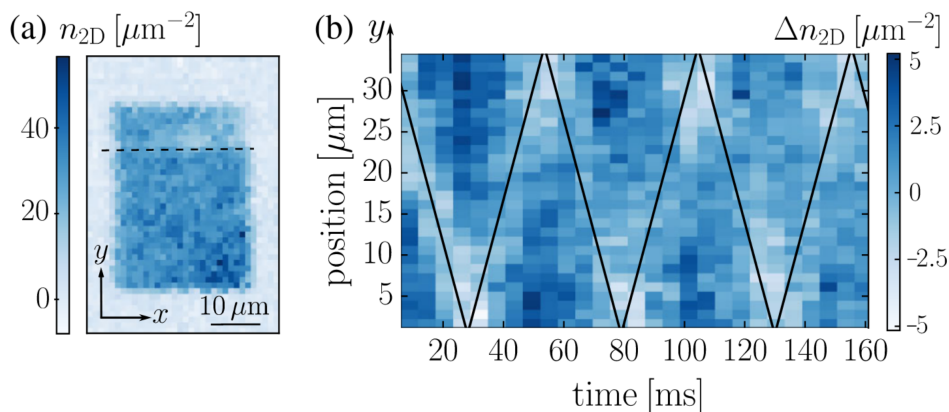 (a) n2D [μm−2]
40
20
0
y
x
10 μm
(b) y
Δn2D [μm−2]
position [μm]
30
25
20
15
10
5
20 40 60 80 100 120 140 160
time [ms]
5
2.5
0
−2.5
−5